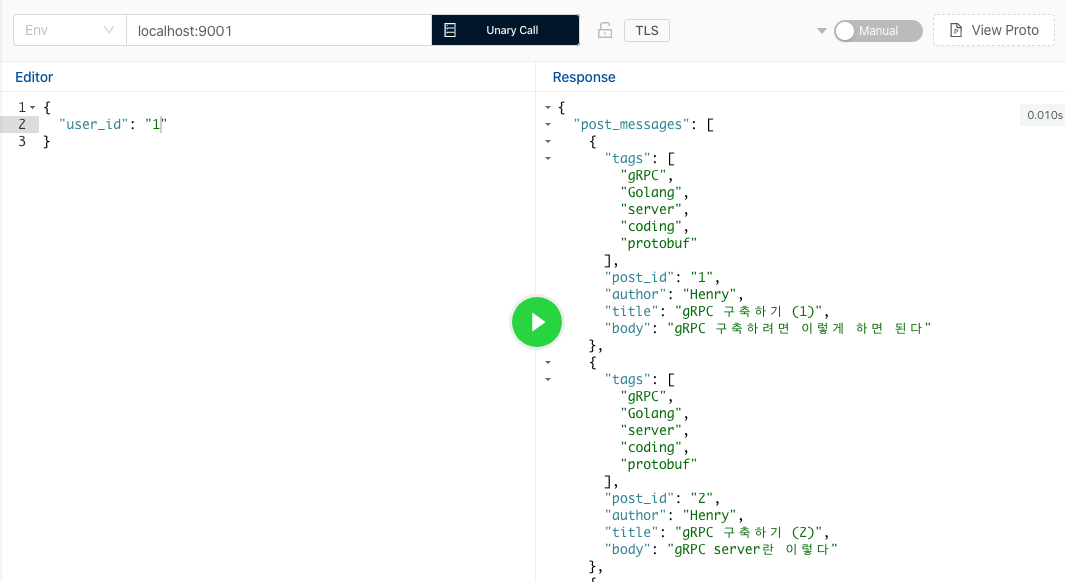 Env
localhost:9001
Unary Call
TLS
Manual
View Proto
Editor
1 {
2 "user_id": "1"
3 }
Response
0.010s
{
"post_messages": [
{
"tags": [
"gRPC",
"Golang",
"server",
"coding",
"protobuf"
],
"post_id": "1",
"author": "Henry",
"title": "gRPC 구축하기 (1)",
"body": "gRPC 구축하려면 이렇게 하면 된다"
},
{
"tags": [
"gRPC",
"Golang",
"server",
"coding",
"protobuf"
],
"post_id": "2",
"author": "Henry",
"title": "gRPC 구축하기 (2)",
"body": "gRPC server란 이렇다"
},
{